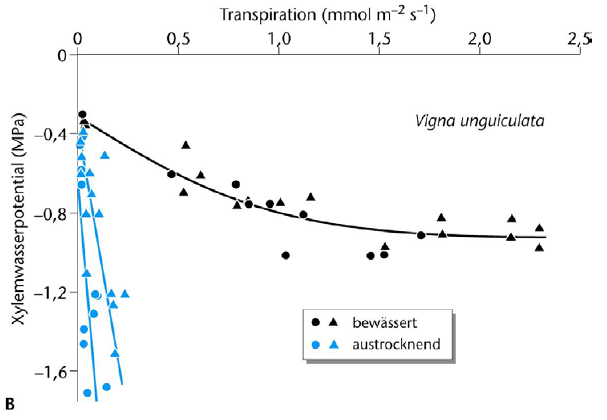 Transpiration (mmol m⁻² s⁻¹)
0 0,5 1,0 1,5 2,0 2,5
0
−0,4
−0,8
−1,2
−1,6
Xylemwasserpotential (MPa)
Vigna unguiculata
bewässert
austrocknend
B